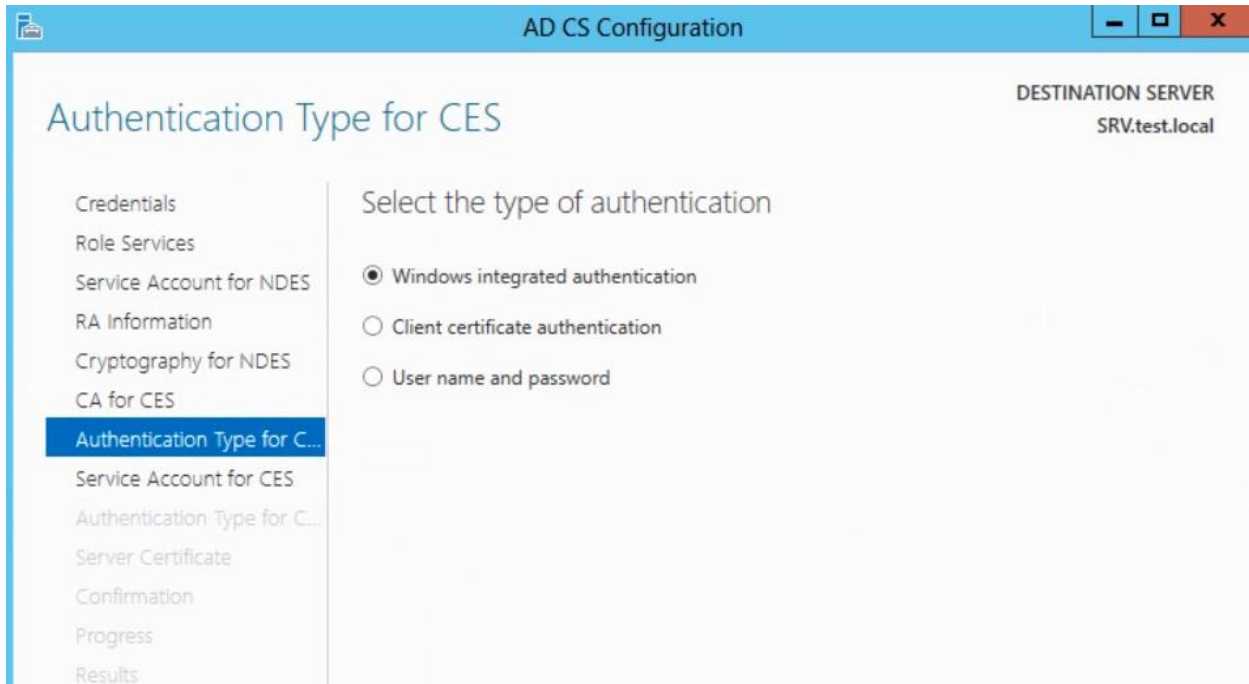 AD CS Configuration
DESTINATION SERVER
SRV.test.local
Authentication Type for CES
Credentials
Role Services
Service Account for NDES
RA Information
Cryptography for NDES
CA for CES
Authentication Type for C...
Service Account for CES
Authentication Type for C...
Server Certificate
Confirmation
Progress
Results
Select the type of authentication
Windows integrated authentication
Client certificate authentication
User name and password